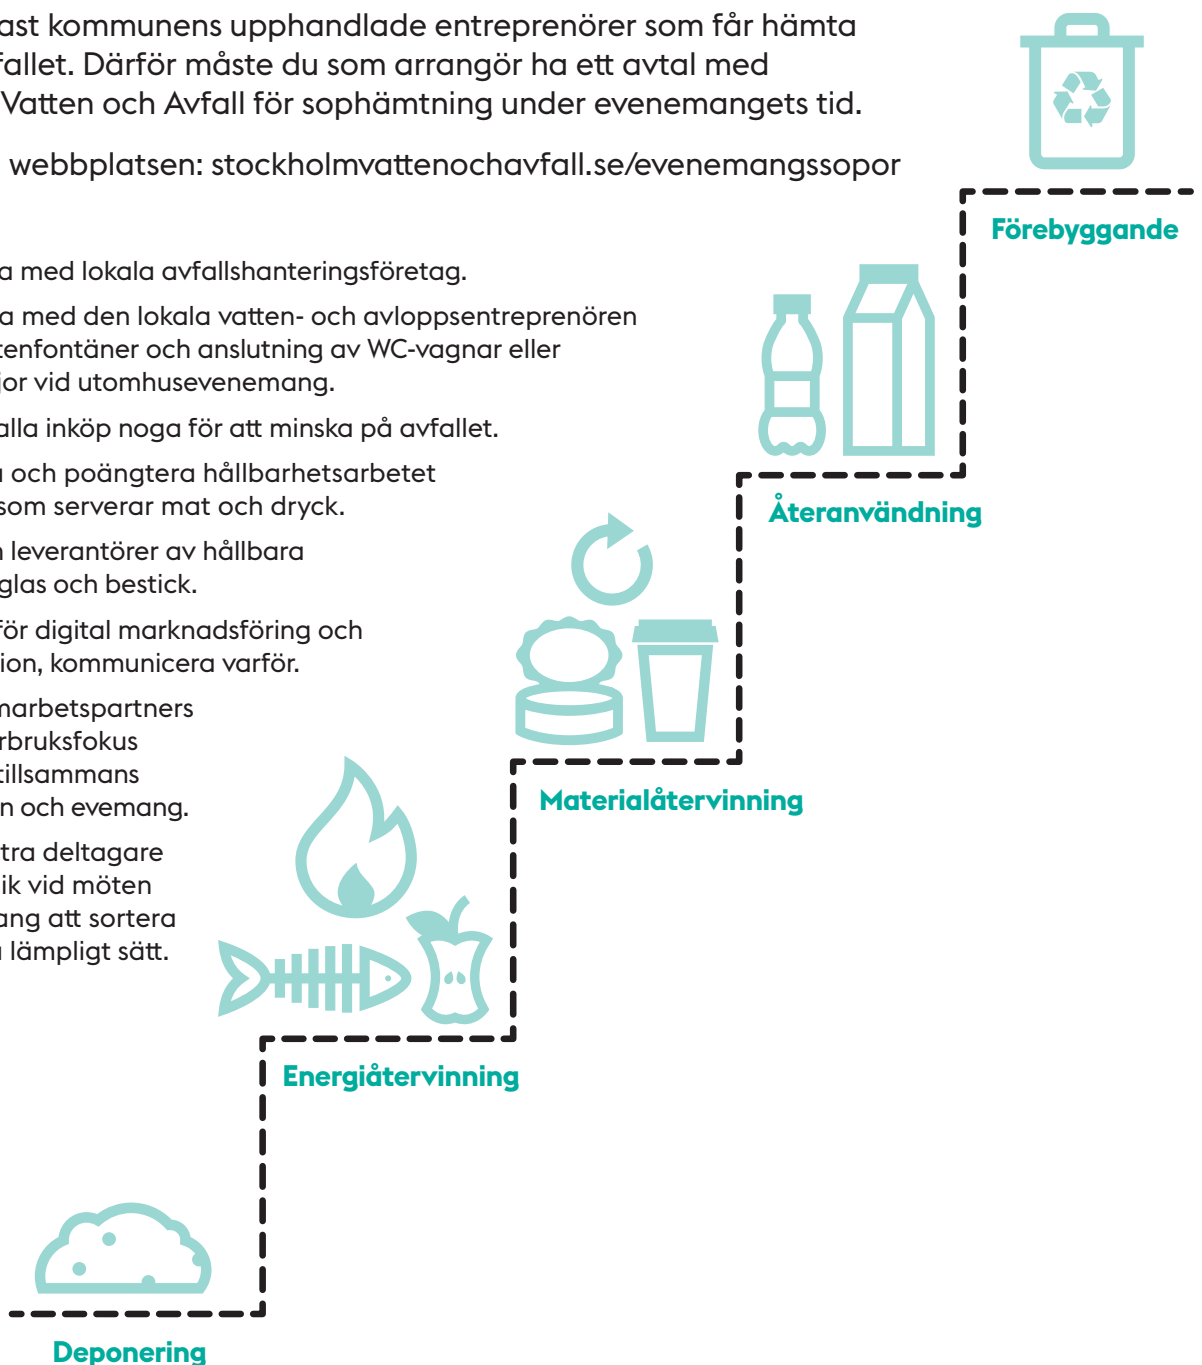 ast kommunens upphandlade entreprenörer som får hämta
fallet. Därför måste du som arrangör ha ett avtal med
Vatten och Avfall för sophämtning under evenemangets tid.
webbplatsen: stockholmvattenochavfall.se/evenemangssopor
Förebyggande
a med lokala avfallshanteringsföretag.
a med den lokala vatten- och avloppsentreprenören
tenfontäner och anslutning av WC-vagnar eller
jor vid utomhusevenemang.
alla inköp noga för att minska på avfallet.
och poängtera hållbarhetsarbetet
som serverar mat och dryck.
Återanvändning
leverantörer av hållbara
glas och bestick.
för digital marknadsföring och
ion, kommunicera varför.
marbetspartners
rbruksfokus
tillsammans
n och evemang.
Materialåtervinning
tra deltagare
ik vid möten
ang att sortera
lämpligt sätt.
Energiåtervinning
Deponering